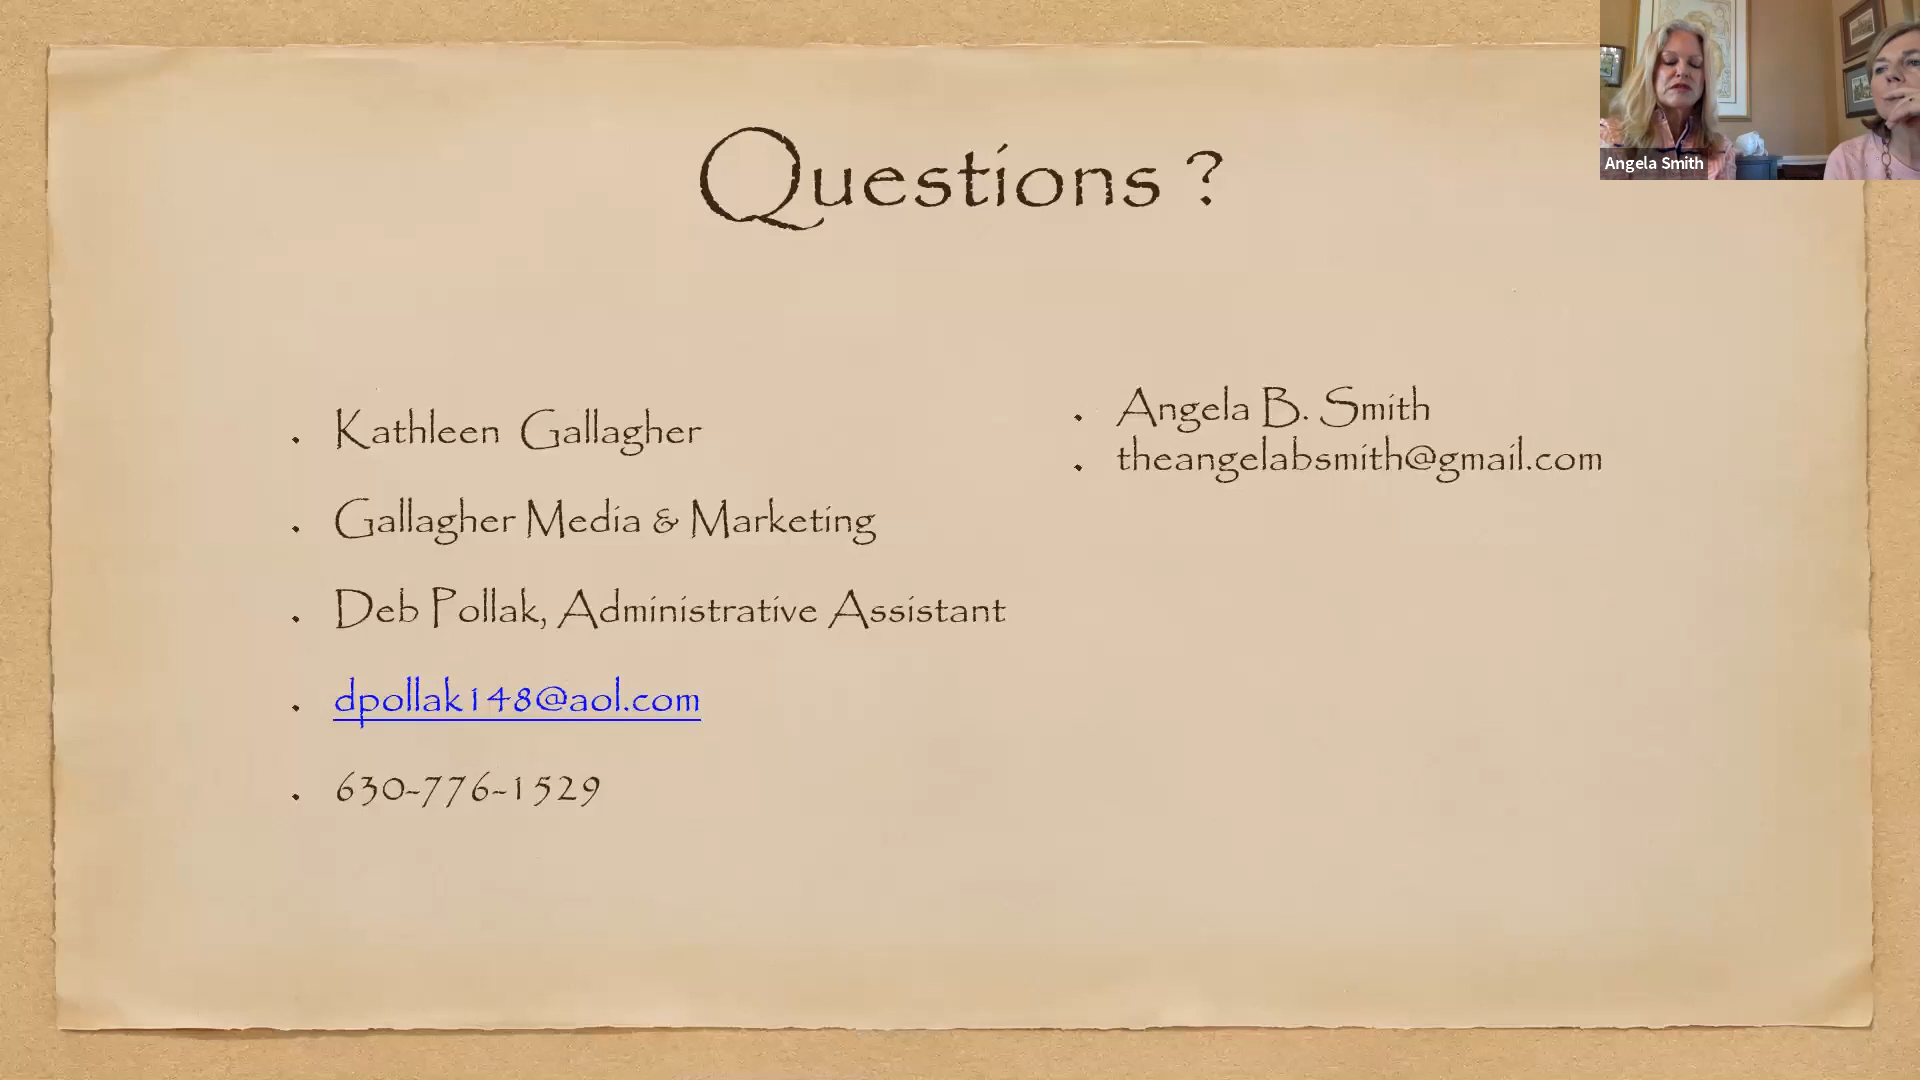 Questions ?
Kathleen Gallagher
Gallagher Media & Marketing
Deb Pollak, Administrative Assistant
dpollak148@aol.com
630-776-1529
Angela B. Smith
theangelabsmith@gmail.com
Angela Smith